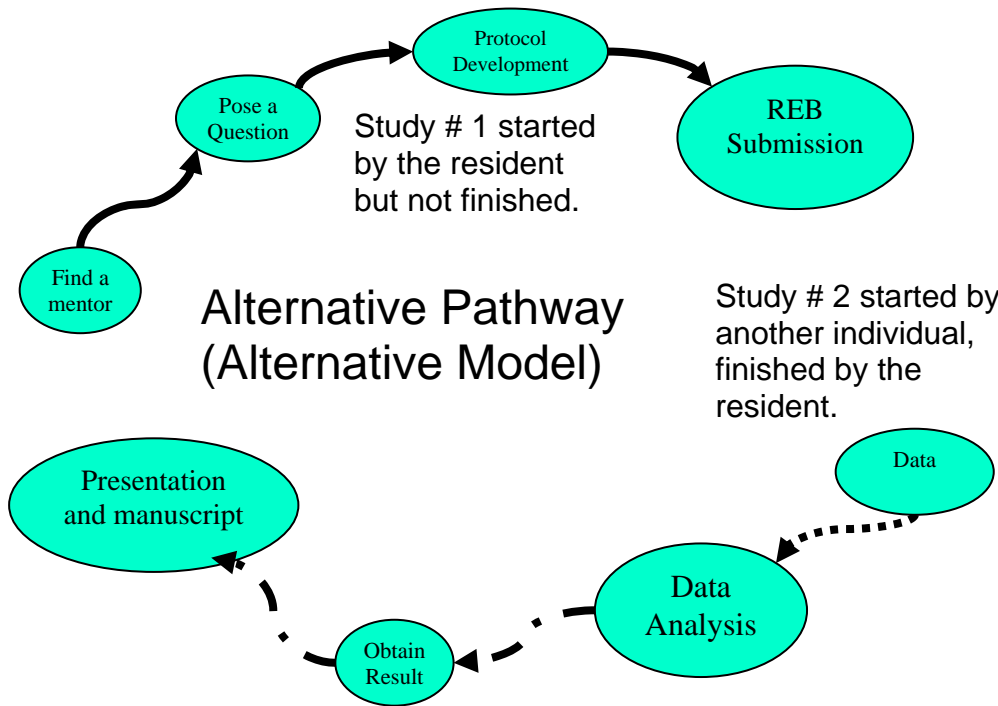 Protocol
Development
Pose a
Question
REB
Submission
Study # 1 started
by the resident
but not finished.
Find a
mentor
Alternative Pathway
(Alternative Model)
Study # 2 started by
another individual,
finished by the
resident.
Data
Data
Analysis
Obtain
Result
Presentation
and manuscript